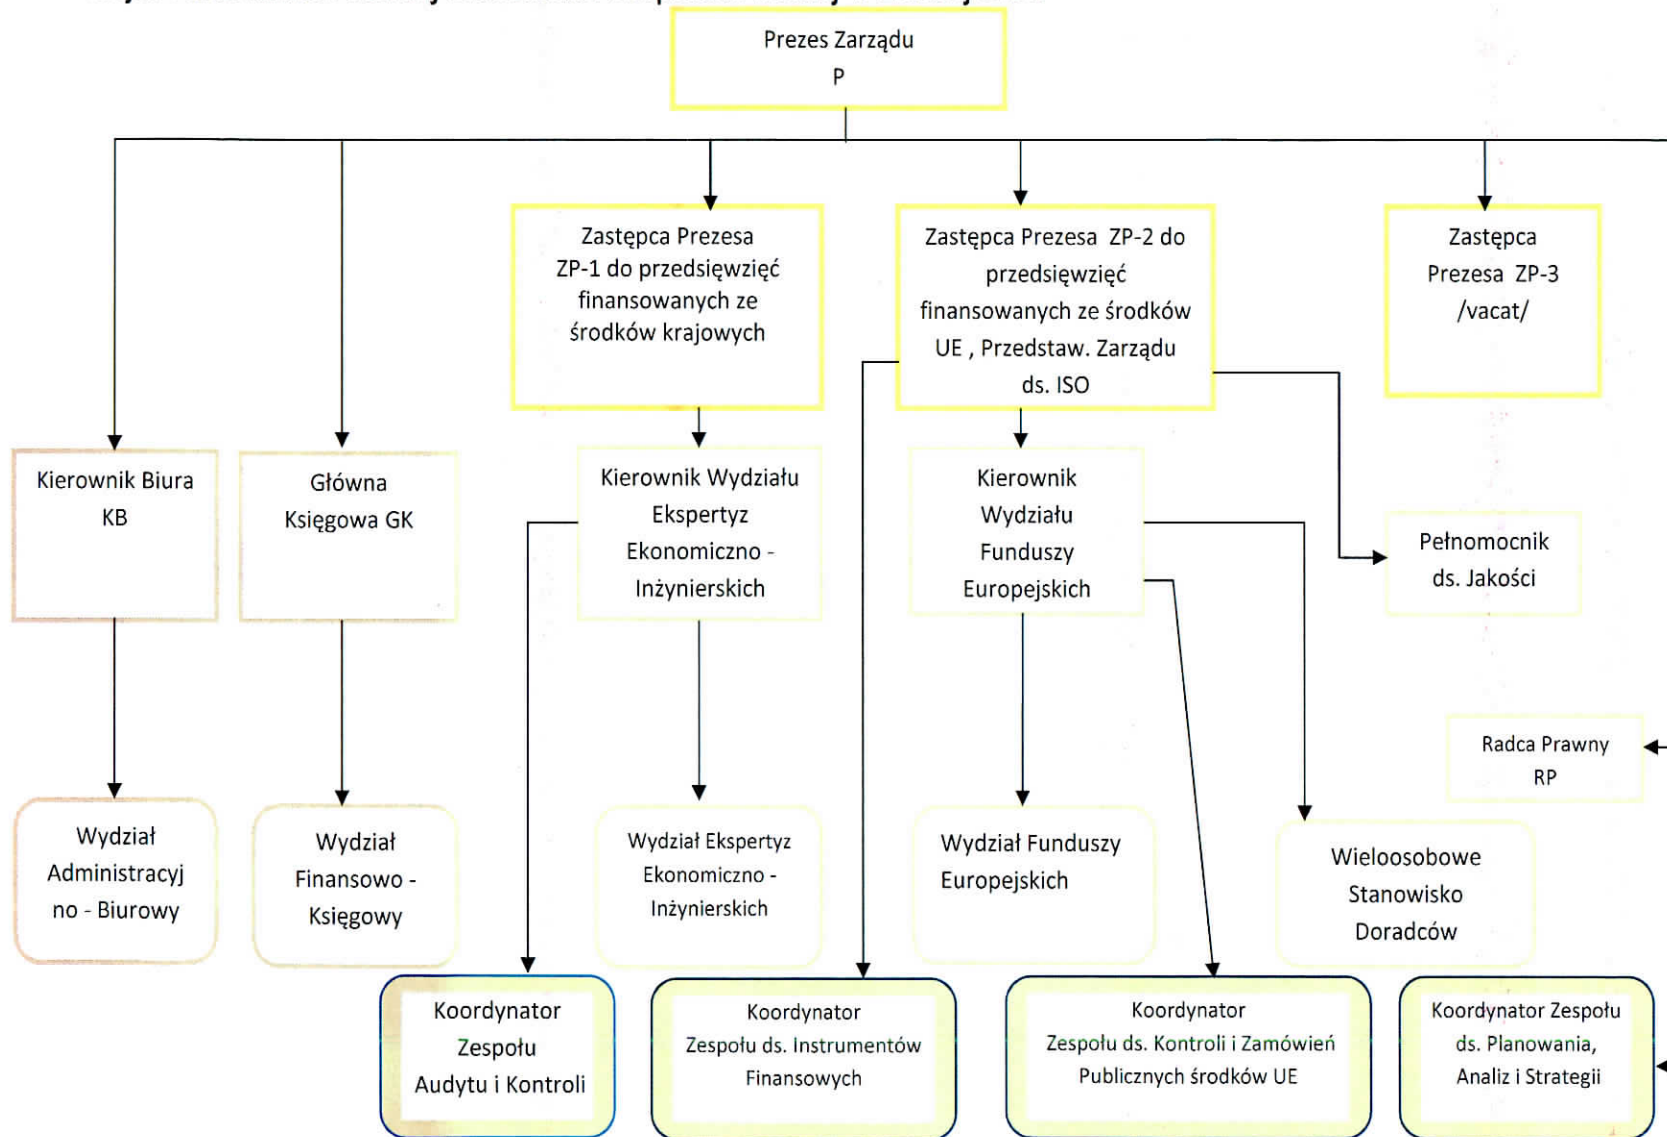 Prezes Zarządu
P
Zastępca Prezesa
ZP-1 do przedsięwzięć
finansowanych ze
środków krajowych
Zastępca Prezesa ZP-2 do
przedsięwzięć
finansowanych ze środków
UE , Przedstaw. Zarządu
ds. ISO
Zastępca
Prezesa ZP-3
/vacat/
Kierownik Biura
KB
Główna
Księgowa GK
Kierownik Wydziału
Ekspertyz
Ekonomiczno -
Inżynierskich
Kierownik
Wydziału
Funduszy
Europejskich
Pełnomocnik
ds. Jakości
Radca Prawny
RP
Wydział
Administracyj
no - Biurowy
Wydział
Finansowo -
Księgowy
Wydział Ekspertyz
Ekonomiczno -
Inżynierskich
Wydział Funduszy
Europejskich
Wieloosobowe
Stanowisko
Doradców
Koordynator
Zespołu
Audytu i Kontroli
Koordynator
Zespołu ds. Instrumentów
Finansowych
Koordynator
Zespołu ds. Kontroli i Zamówień
Publicznych środków UE
Koordynator Zespołu
ds. Planowania,
Analiz i Strategii